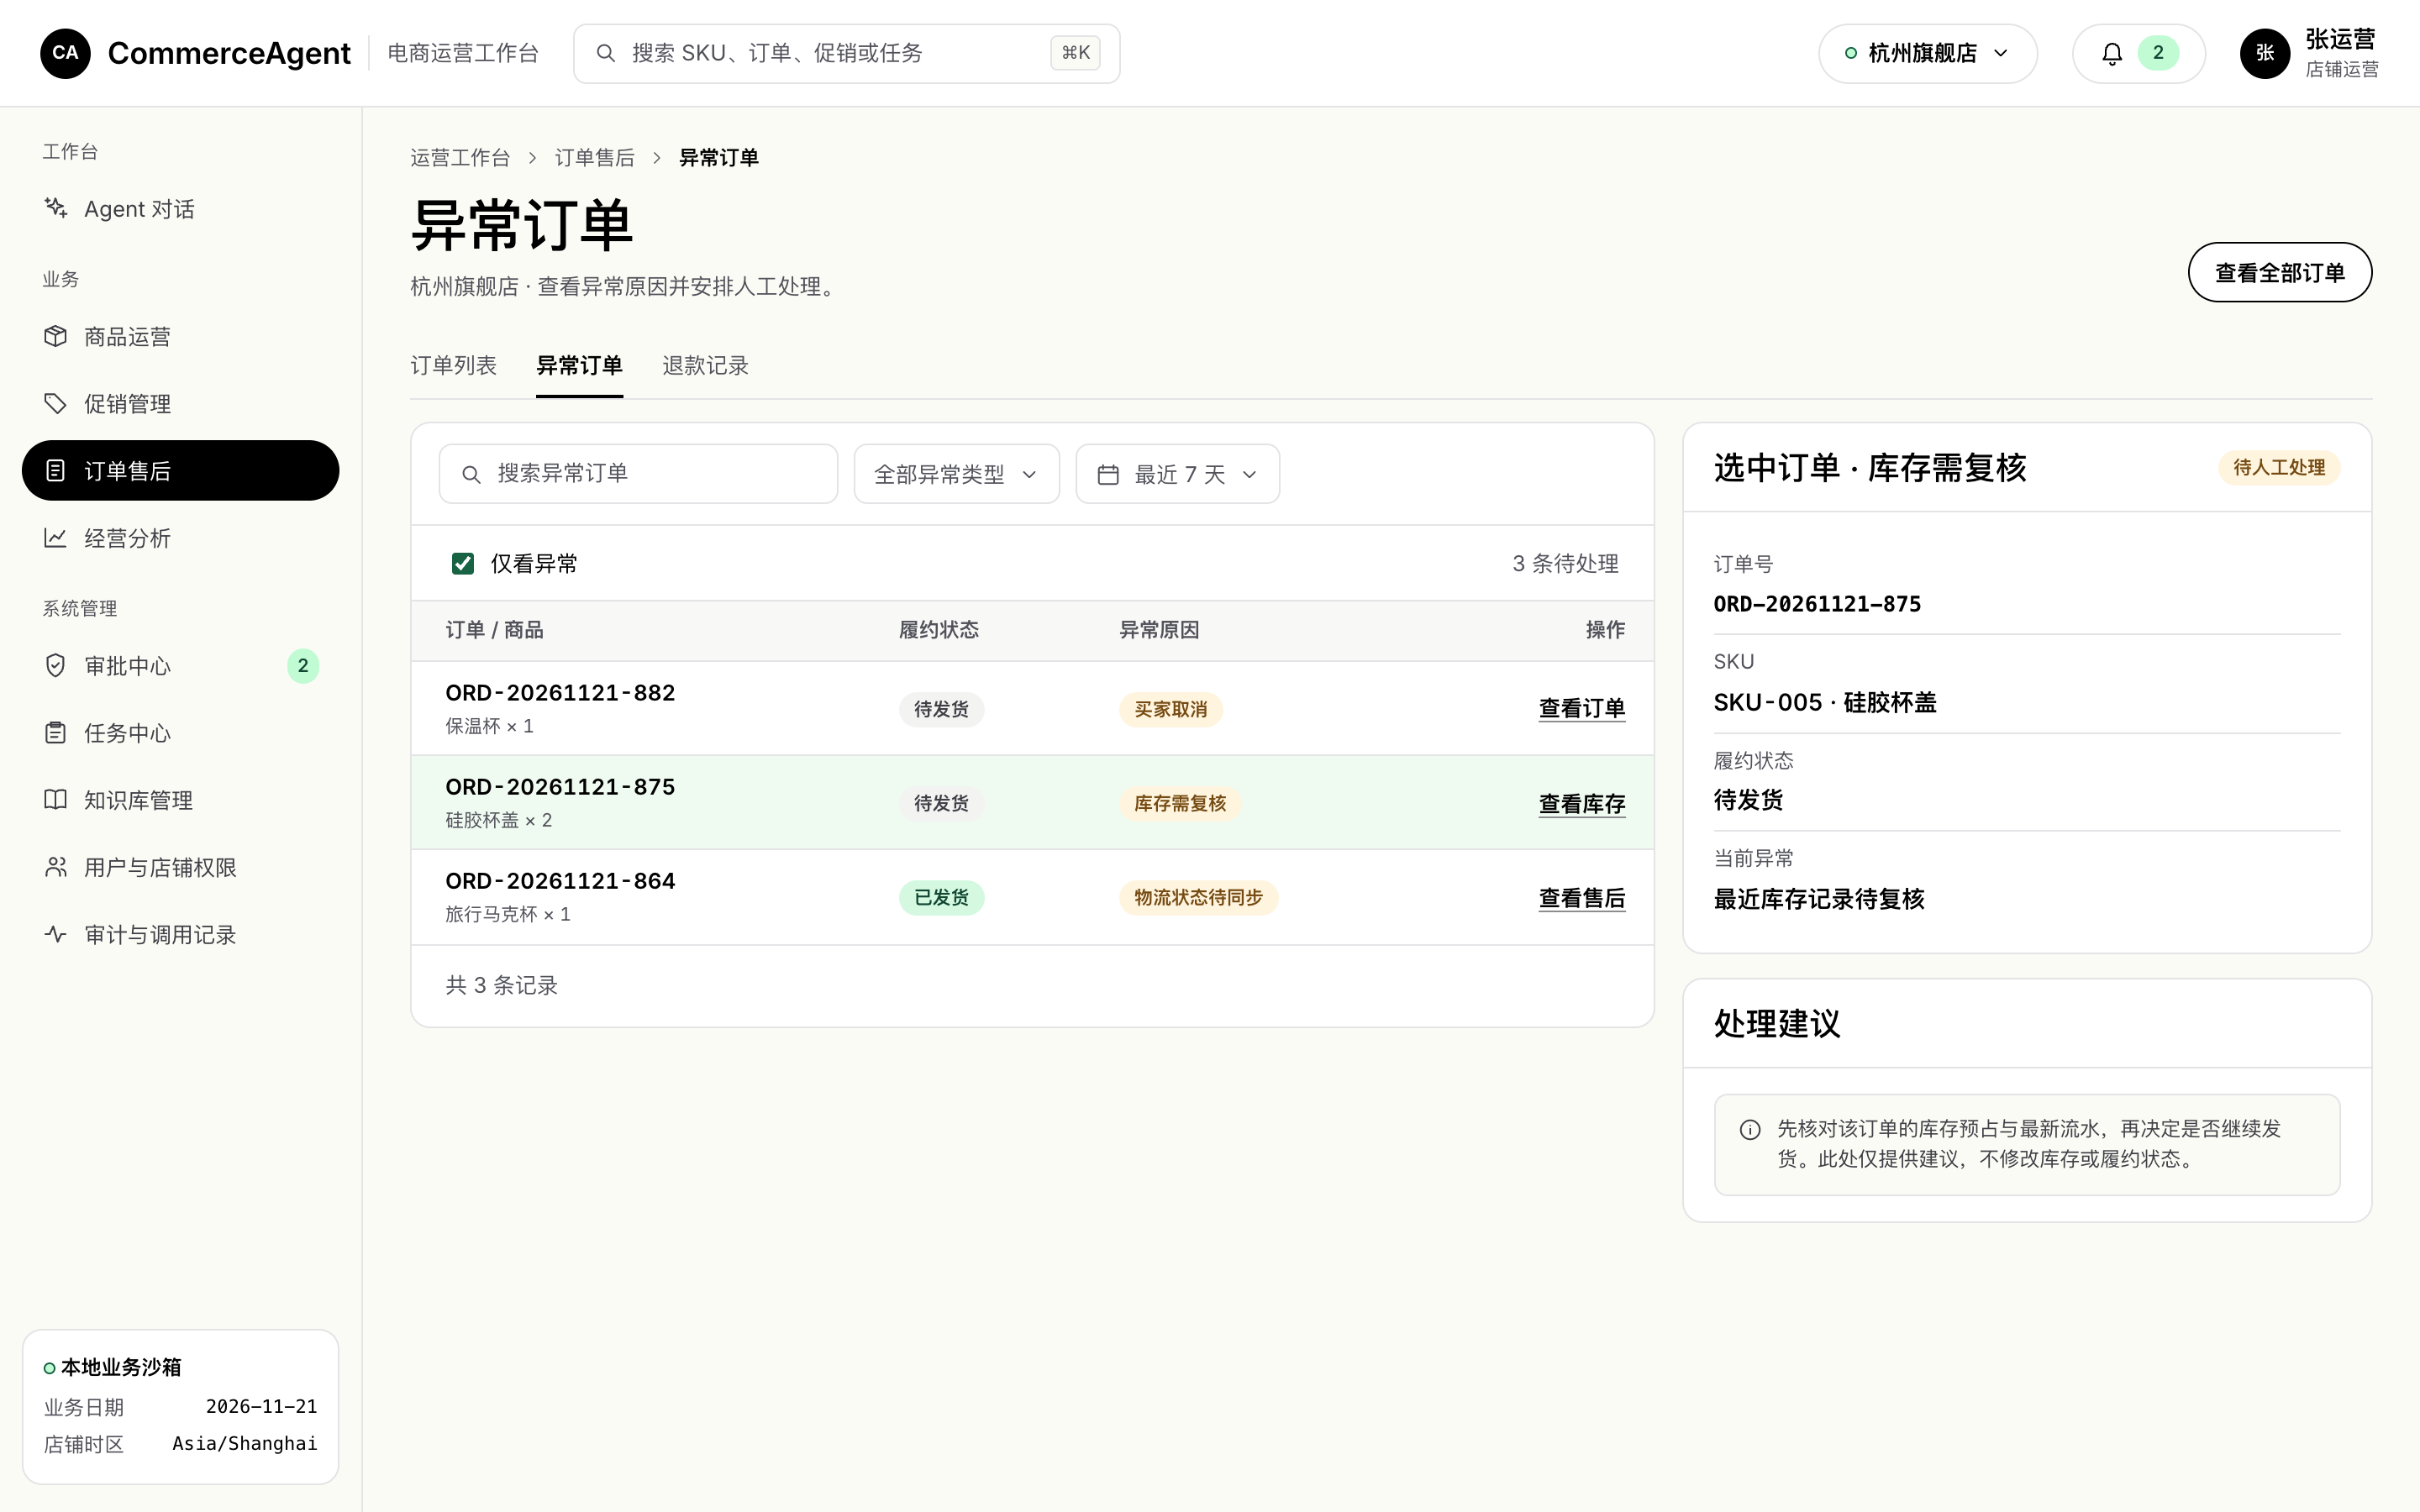 CA CommerceAgent 电商运营工作台
搜索 SKU、订单、促销或任务 ⌘K
杭州旗舰店
2
张 张运营
店铺运营
工作台
Agent 对话
业务
商品运营
促销管理
订单售后
经营分析
系统管理
审批中心 2
任务中心
知识库管理
用户与店铺权限
审计与调用记录
本地业务沙箱
业务日期 2026-11-21
店铺时区 Asia/Shanghai
运营工作台 > 订单售后 > 异常订单
异常订单
杭州旗舰店 · 查看异常原因并安排人工处理。
查看全部订单
订单列表 异常订单 退款记录
搜索异常订单 全部异常类型 最近 7 天
仅看异常 3 条待处理
订单 / 商品 履约状态 异常原因 操作
ORD-20261121-882
保温杯 × 1
待发货 买家取消 查看订单
ORD-20261121-875
硅胶杯盖 × 2
待发货 库存需复核 查看库存
ORD-20261121-864
旅行马克杯 × 1
已发货 物流状态待同步 查看售后
共 3 条记录
选中订单 · 库存需复核 待人工处理
订单号
ORD-20261121-875
SKU
SKU-005 · 硅胶杯盖
履约状态
待发货
当前异常
最近库存记录待复核
处理建议
先核对该订单的库存预占与最新流水，再决定是否继续发
货。此处仅提供建议，不修改库存或履约状态。